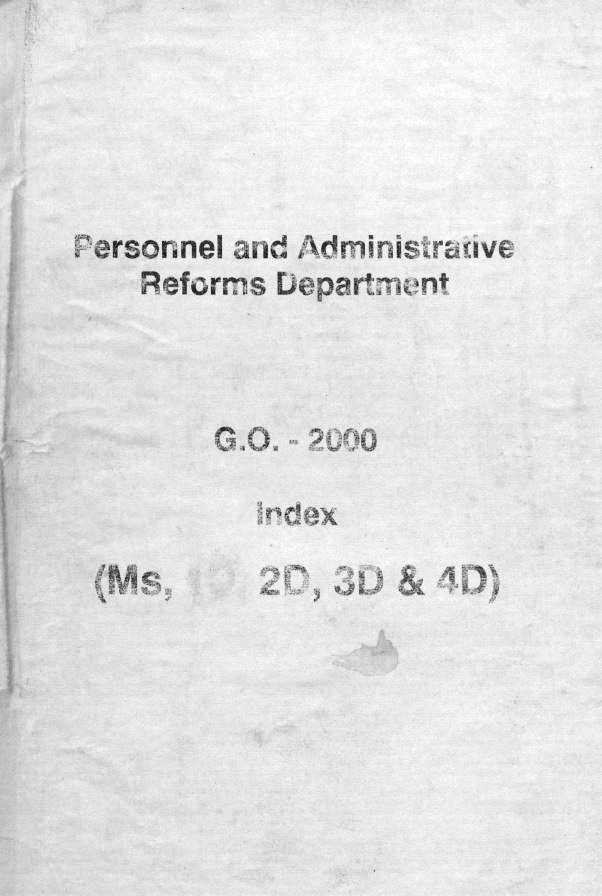 Personnel and Administrative
Reforms Department
G.O. - 2000
Index
(Ms, 2D, 3D & 4D)